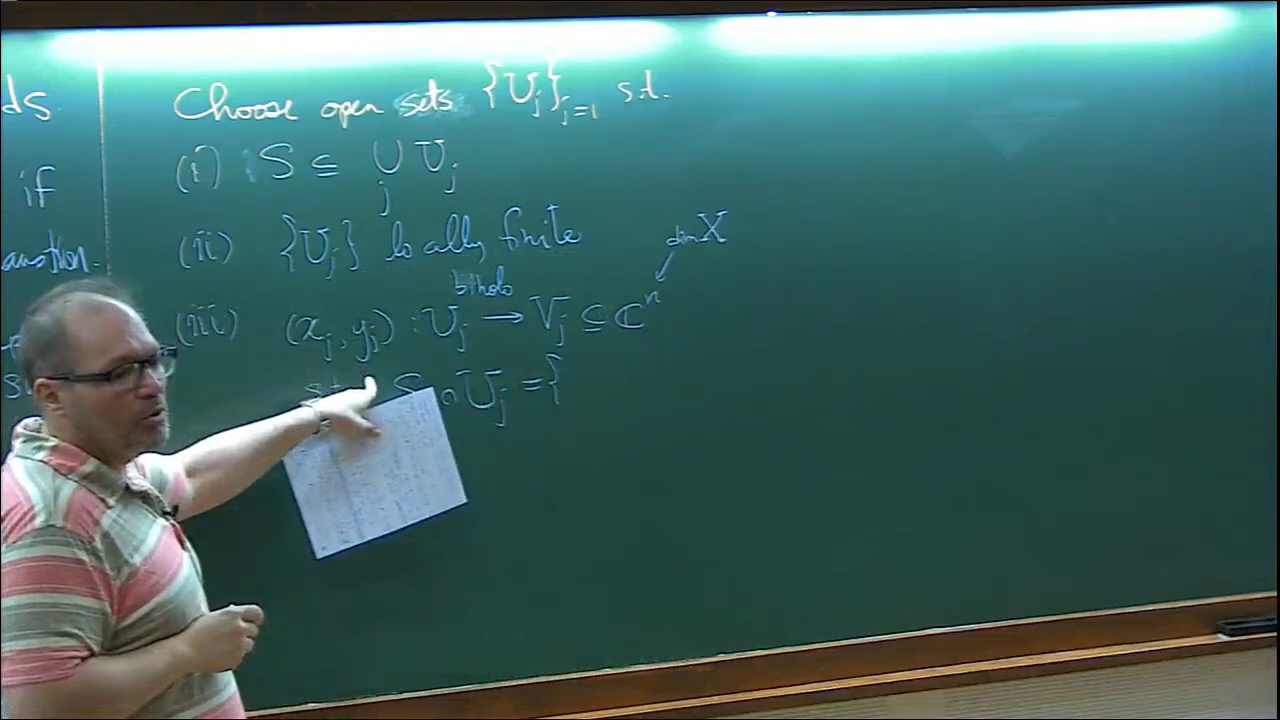 ds.
if
Choose open sets {U_j}_{j=1} s.t.
(i) S ⊆ ∪_j U_j
(ii) {U_j} locally finite
dim X
biholo
(iii) (x_j, y_j) : U_j → V_j ⊆ ℂ^n
s.t. S ∩ U_j = {